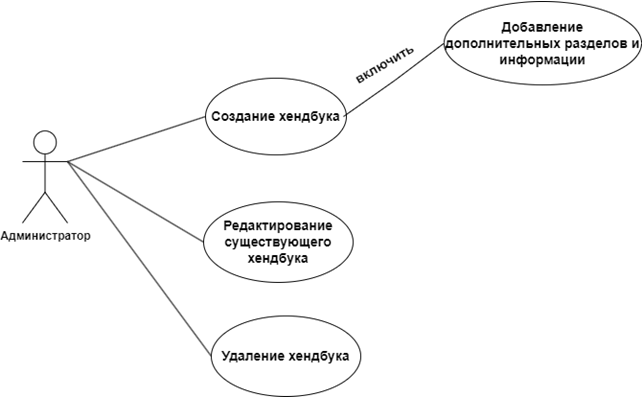 Добавление
дополнительных разделов и
информации
включить
Создание хендбука
Администратор
Редактирование
существующего
хендбука
Удаление хендбука